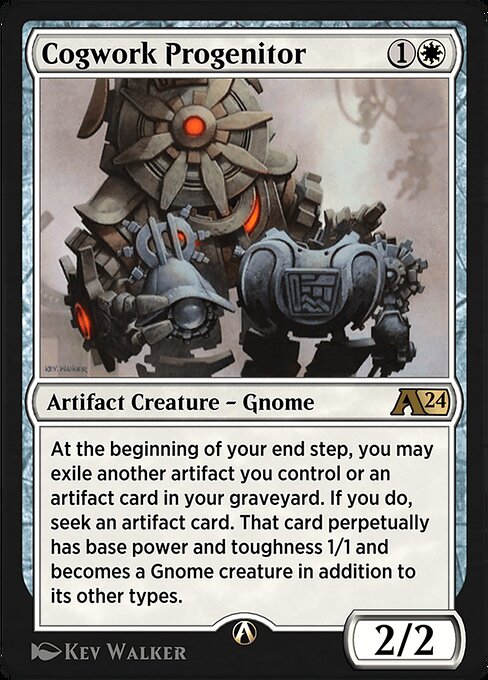 Cogwork Progenitor 1
KEV. WALKER
Artifact Creature – Gnome A24
At the beginning of your end step, you may
exile another artifact you control or an
artifact card in your graveyard. If you do,
seek an artifact card. That card perpetually
has base power and toughness 1/1 and
becomes a Gnome creature in addition to
its other types.
2/2
Kev Walker